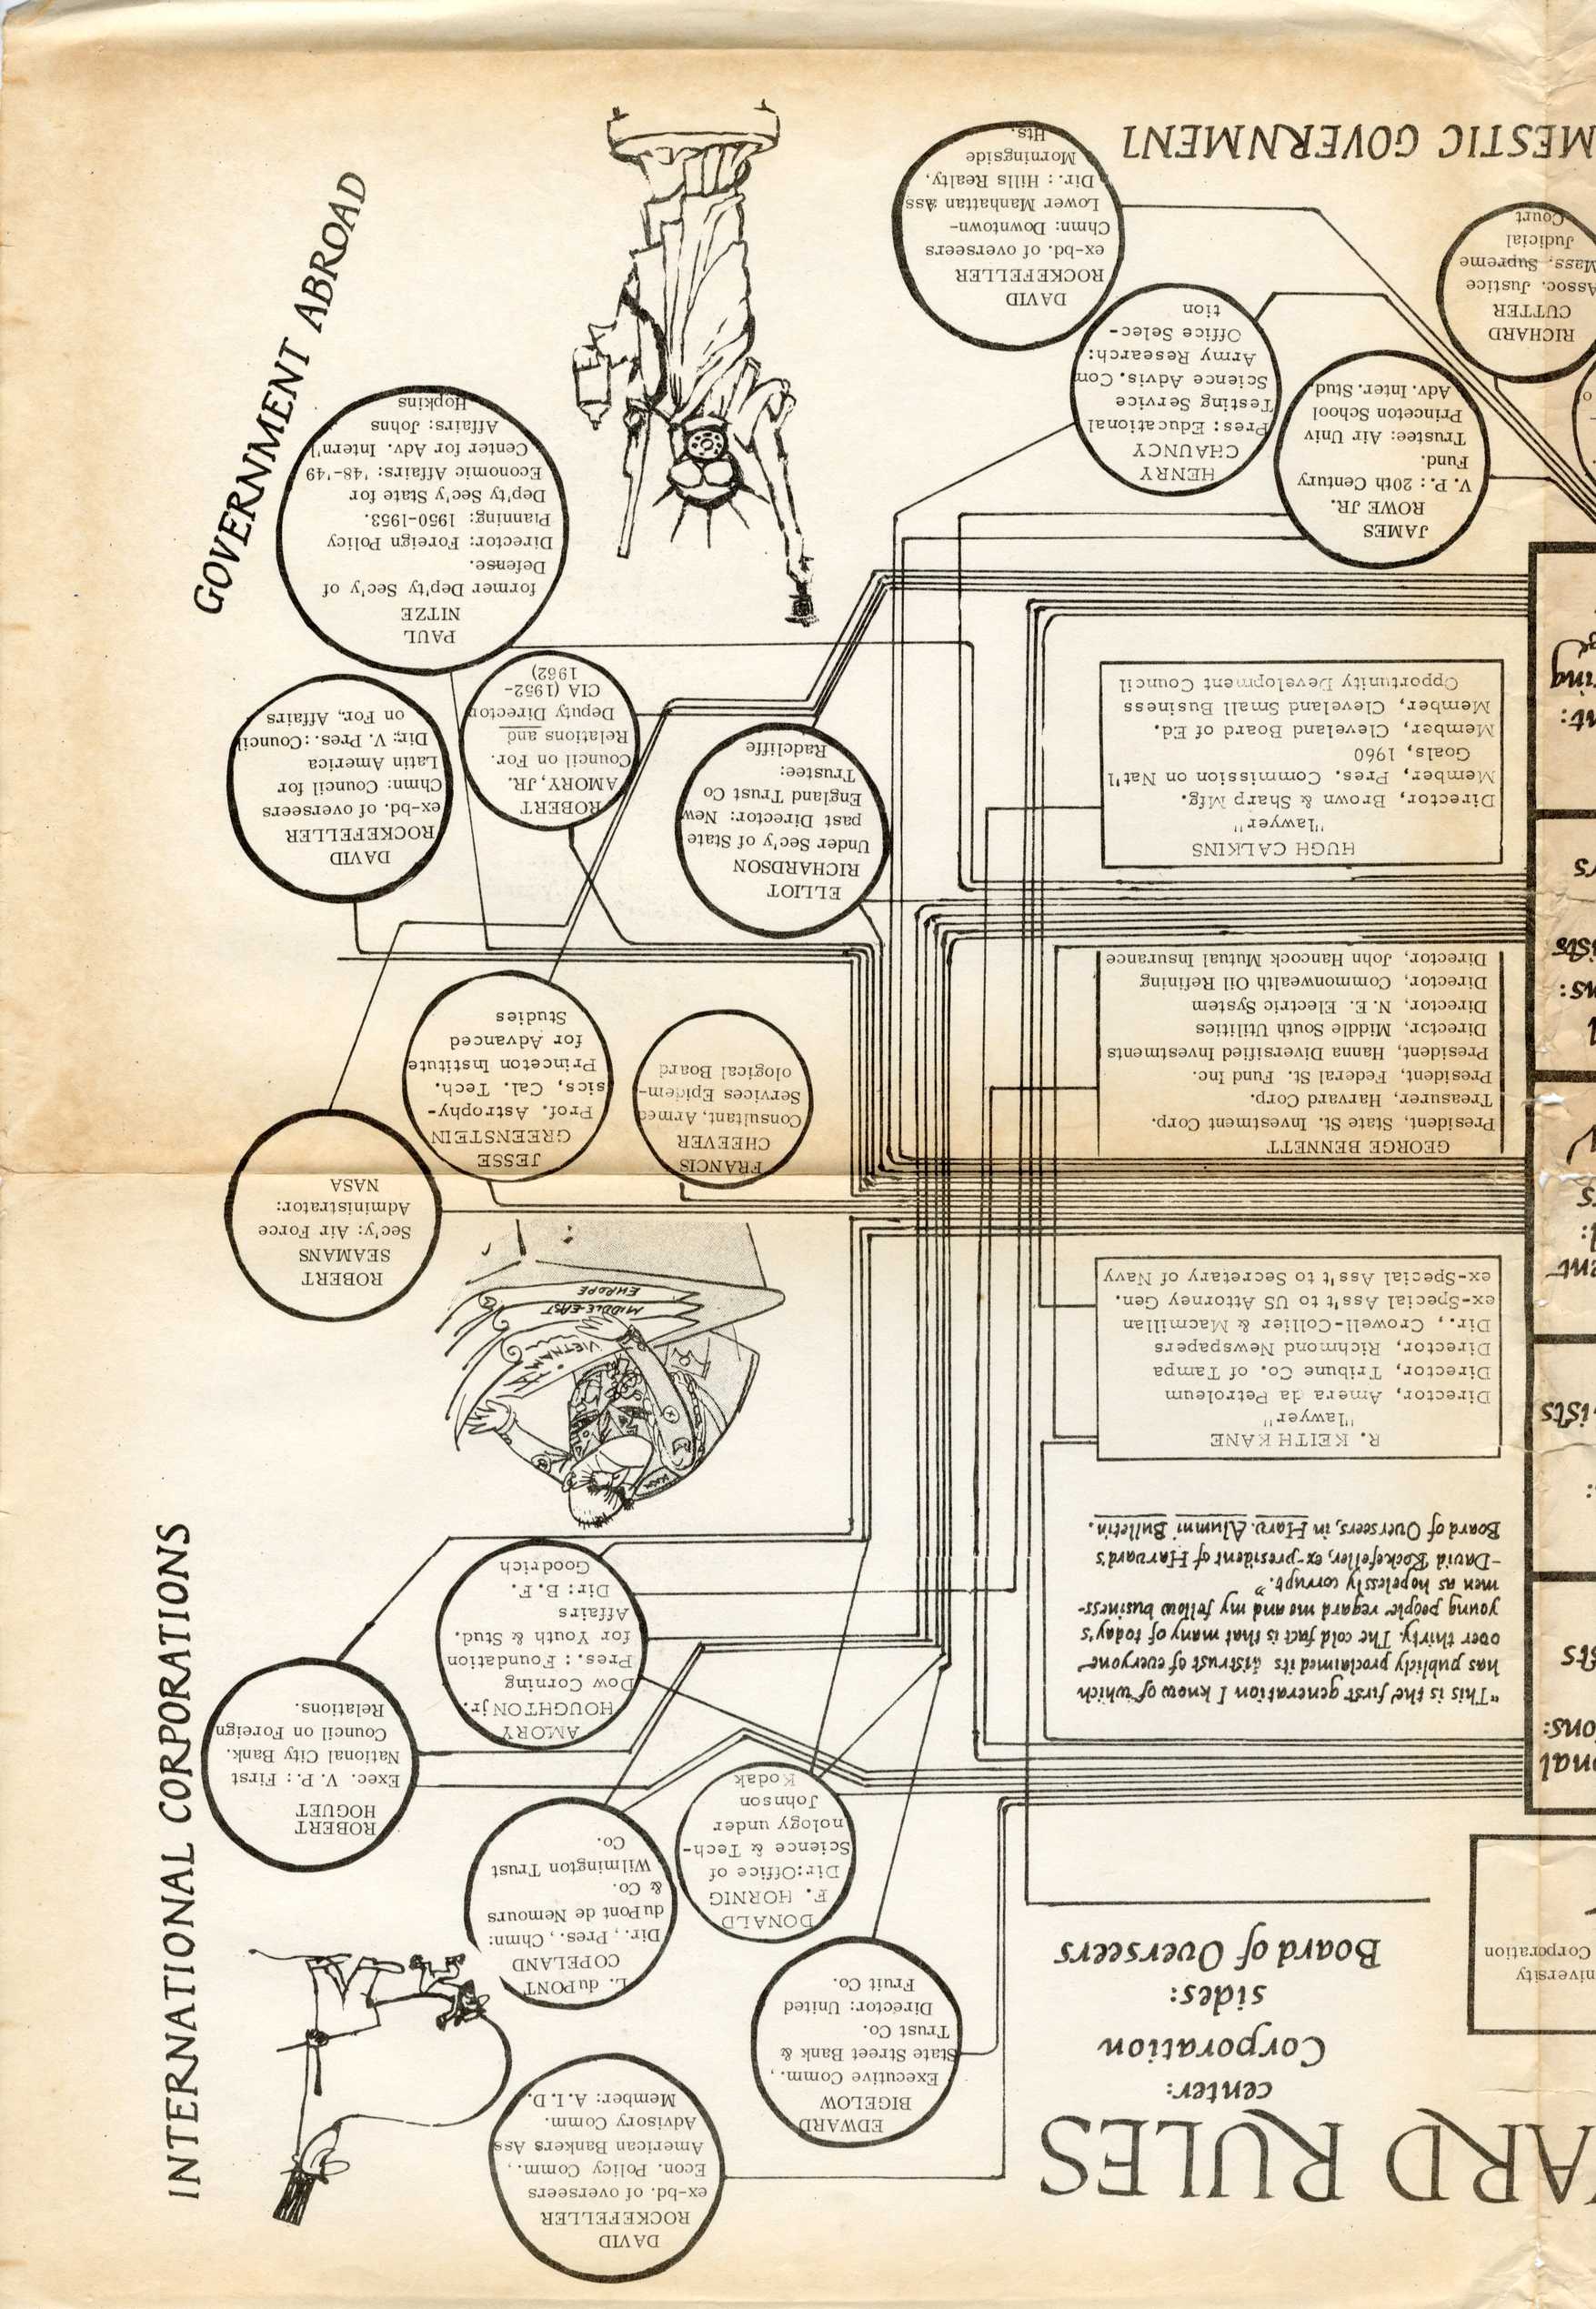 ARD RULES
center:
Corporation
sides:
Board of Overseers
niversity
Corporation
onal
ons:
sts
:
ists
ent
l:
s
ns:
ists
rs
nt:
ring
"This is the first generation I know of which
has publicly proclaimed its distrust of everyone
over thirty. The cold fact is that many of today's
young people regard me and my fellow business-
men as hopelessly corrupt."
-David Rockefeller, ex-president of Harvard's
Board of Overseers, in Harv. Alumni Bulletin.
R. KEITH KANE
"lawyer"
Director, Amera da Petroleum
Director, Tribune Co. of Tampa
Director, Richmond Newspapers
Dir., Crowell-Collier & Macmillan
ex-Special Ass't to US Attorney Gen.
ex-Special Ass't to Secretary of Navy
GEORGE BENNETT
President, State St. Investment Corp.
Treasurer, Harvard Corp.
President, Federal St. Fund Inc.
President, Hanna Diversified Investments
Director, Middle South Utilities
Director, N.E. Electric System
Director, Commonwealth Oil Refining
Director, John Hancock Mutual Insurance
HUGH CALKINS
"lawyer"
Director, Brown & Sharp Mfg.
Member, Pres. Commission on Nat'l
Goals, 1960
Member, Cleveland Board of Ed.
Member, Cleveland Small Business
Opportunity Development Council
DAVID
ROCKEFELLER
ex-bd. of overseers
Econ. Policy Comm.,
American Bankers Ass
Advisory Comm.
Member: A.I.D.
EDWARD
BIGELOW
Executive Comm.,
State Street Bank &
Trust Co.
Director: United
Fruit Co.
L. duPONT
COPELAND
Dir., Pres., Chmn:
duPont de Nemours
& Co.
Wilmington Trust
Co.
DONALD
F. HORNIG
Dir:Office of
Science & Tech-
nology under
Johnson
Kodak
ROBERT
HOGUET
Exec. V. P.: First
National City Bank.
Council on Foreign
Relations.
AMORY
HOUGHTON jr.
Dow Corning
Pres.: Foundation
for Youth & Stud.
Affairs
Dir: B.F.
Goodrich
INTERNATIONAL CORPORATIONS
VIETNAM
MIDDLE-EAST
EUROPE
ROBERT
SEAMANS
Sec'y: Air Force
Administrator:
NASA
FRANCIS
CHEEVER
Consultant, Armed
Services Epidem-
ological Board
JESSE
GREENSTEIN
Prof. Astrophy-
sics, Cal. Tech.
Princeton Institute
for Advanced
Studies
ELLIOT
RICHARDSON
Under Sec'y of State
past Director: New
England Trust Co
Trustee:
Radcliffe
ROBERT
AMORY, JR.
Council on For.
Relations and
Deputy Director
CIA (1952-
1962)
DAVID
ROCKEFELLER
ex-bd. of overseers
Chmn: Council for
Latin America
Dir,: V. Pres.:Council
on For., Affairs
PAUL
NITZE
former Dep'ty Sec'y of
Defense.
Director: Foreign Policy
Planning: 1950-1953.
Dep'ty Sec'y State for
Economic Affairs: '48-'49
Center for Adv. Intern'l
Affairs: Johns
Hopkins
GOVERNMENT ABROAD
JAMES
ROWE JR.
V. P.: 20th Century
Fund.
Trustee: Air Univ
Princeton School
Adv. Inter. Stud.
HENRY
CHAUNCY
Pres: Educational
Testing Service
Science Advis. Com
Army Research:
Office Selec-
tion
RICHARD
CUTTER
Assoc. Justice
Mass. Supreme
Judicial
Court
DAVID
ROCKEFELLER
ex-bd. of overseers
Chmn: Downtown-
Lower Manhattan Ass
Dir.: Hills Realty,
Morningside
Hts.
MESTIC GOVERNMENT